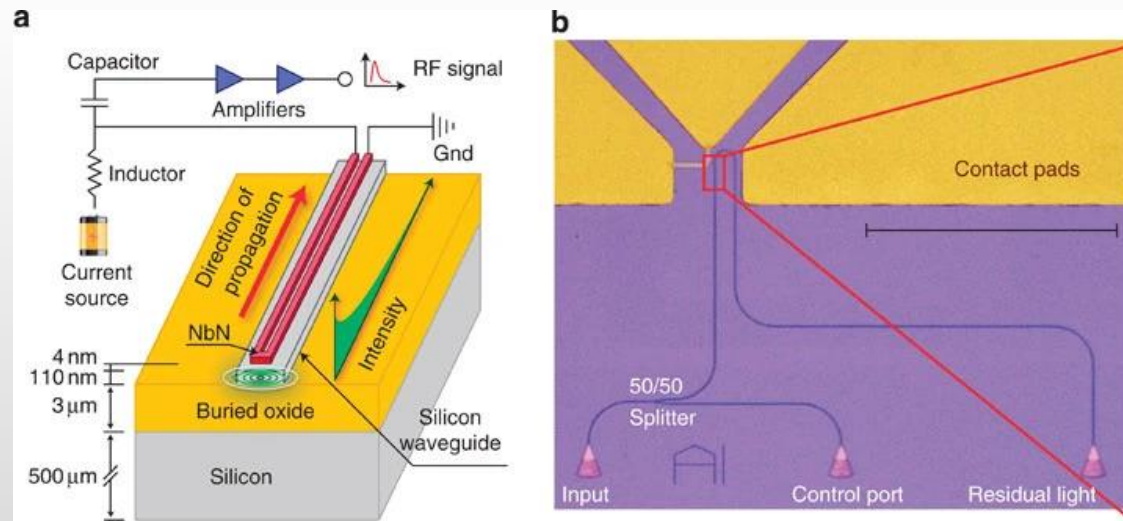 a
Capacitor
Amplifiers
RF signal
Gnd
Inductor
Current
source
Direction of
propagation
Intensity
NbN
4 nm
110 nm
3 μm
500 μm
Buried oxide
Silicon
waveguide
Silicon
b
Contact pads
50/50
Splitter
Input
Control port
Residual light